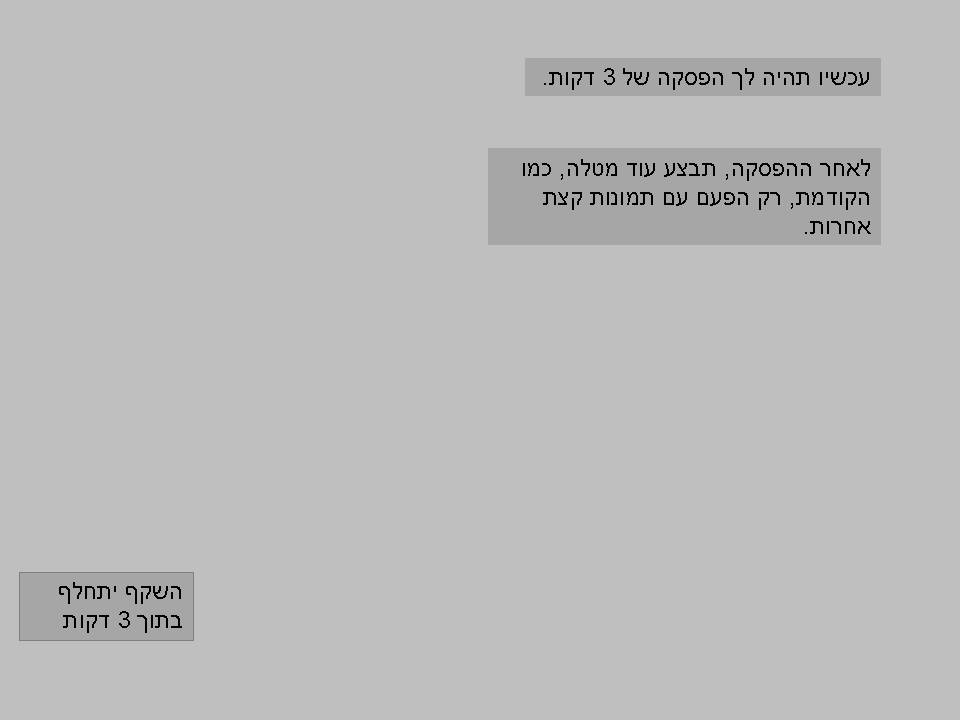 עכשיו תהיה לך הפסקה של 3 דקות.
לאחר ההפסקה, תבצע עוד מטלה, כמו
הקודמת, רק הפעם עם תמונות קצת
אחרות.
השקף יתחלף
בתוך 3 דקות